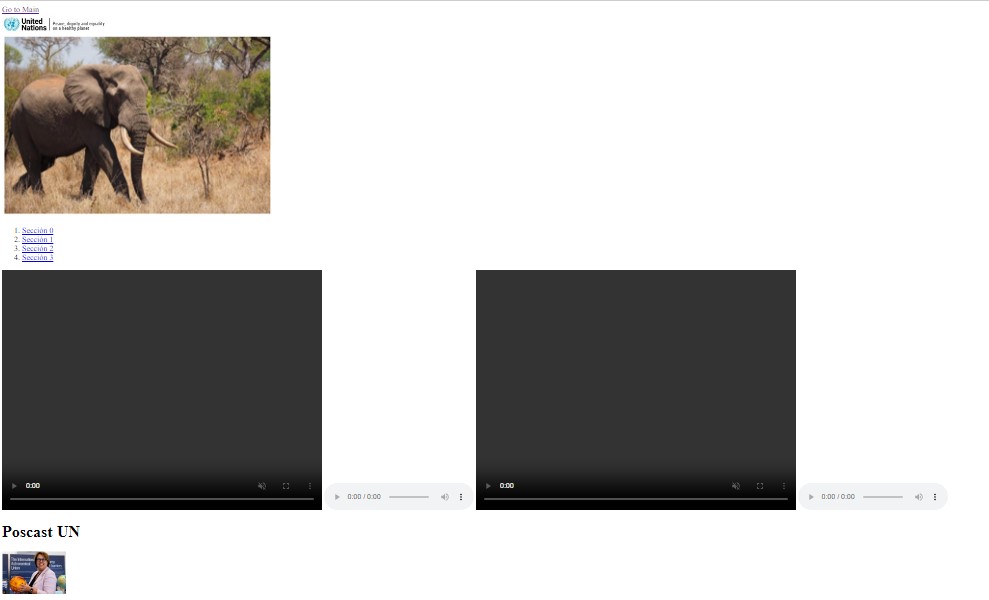 Go to Main
United
Nations
Peace, dignity and equality
on a healthy planet
1. Sección 0
2. Sección 1
3. Sección 2
4. Sección 3
0:00
0:00 / 0:00
0:00
0:00 / 0:00
Poscast UN